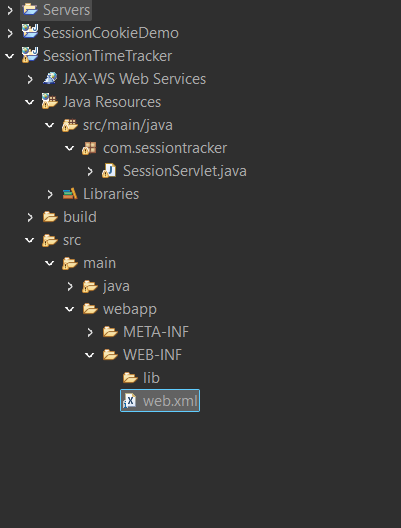 Servers
SessionCookieDemo
SessionTimeTracker
JAX-WS Web Services
Java Resources
src/main/java
com.sessiontracker
SessionServlet.java
Libraries
build
src
main
java
webapp
META-INF
WEB-INF
lib
web.xml